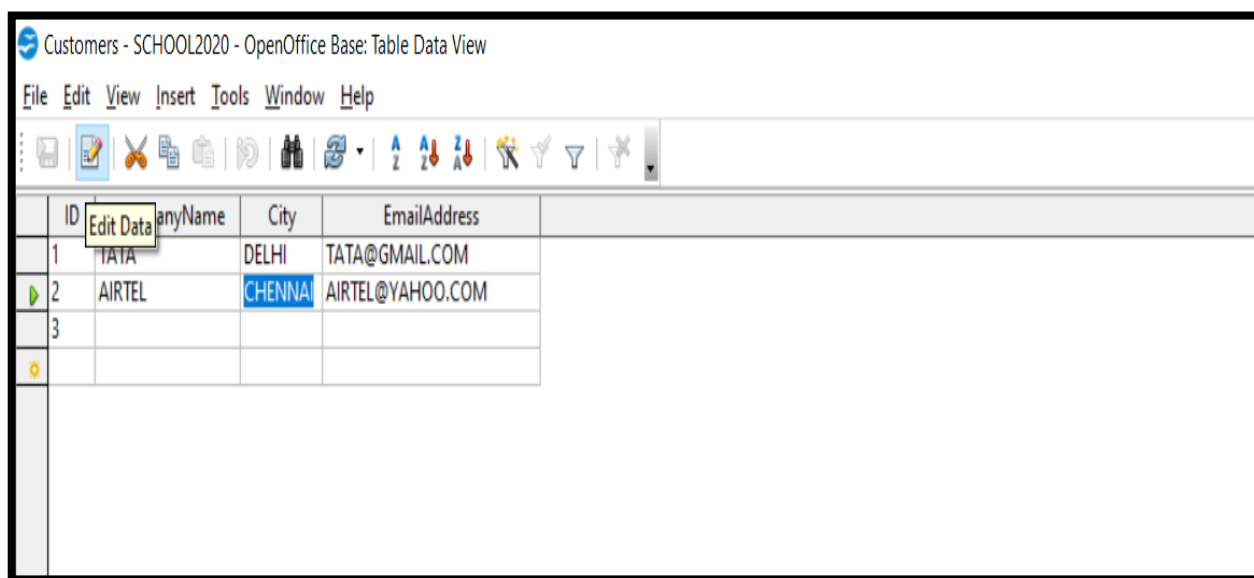 Customers - SCHOOL2020 - OpenOffice Base: Table Data View
File Edit View Insert Tools Window Help
ID anyName City EmailAddress
Edit Data
1 TATA DELHI TATA@GMAIL.COM
2 AIRTEL CHENNAI AIRTEL@YAHOO.COM
3